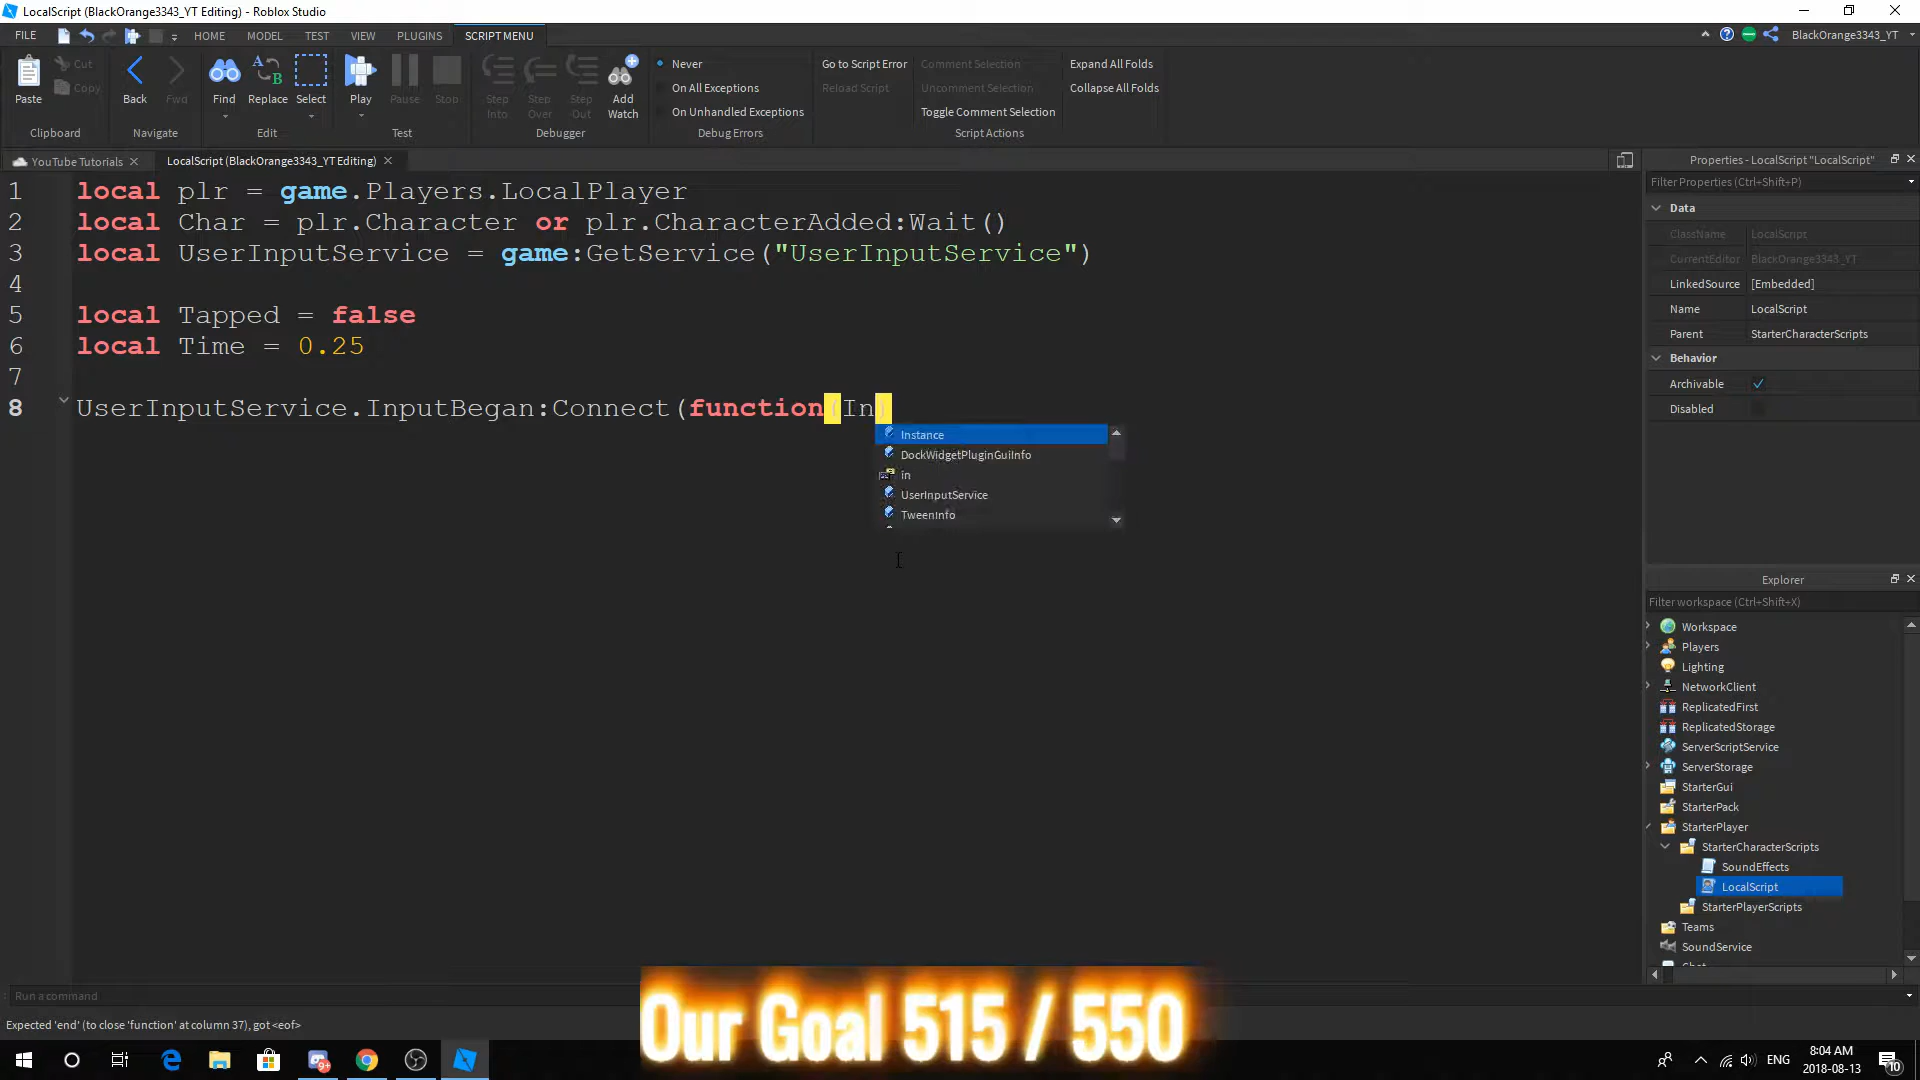 LocalScript (BlackOrange3343_YT Editing) - Roblox Studio
FILE HOME MODEL TEST VIEW PLUGINS SCRIPT MENU BlackOrange3343_YT
Paste Cut Copy Back Fwd Find Replace Select Play Pause Stop Step Into Step Over Step Out Add Watch
Never
On All Exceptions
On Unhandled Exceptions
Go to Script Error
Reload Script
Comment Selection
Uncomment Selection
Toggle Comment Selection
Expand All Folds
Collapse All Folds
Clipboard Navigate Edit Test Debugger Debug Errors Script Actions
YouTube Tutorials LocalScript (BlackOrange3343_YT Editing)
1 local plr = game.Players.LocalPlayer
2 local Char = plr.Character or plr.CharacterAdded:Wait()
3 local UserInputService = game:GetService("UserInputService")
4
5 local Tapped = false
6 local Time = 0.25
7
8 UserInputService.InputBegan:Connect(function(In)
Instance
DockWidgetPluginGuiInfo
in
UserInputService
TweenInfo
Properties - LocalScript "LocalScript"
Filter Properties (Ctrl+Shift+P)
Data
ClassName LocalScript
CurrentEditor BlackOrange3343_YT
LinkedSource [Embedded]
Name LocalScript
Parent StarterCharacterScripts
Behavior
Archivable
Disabled
Explorer
Filter workspace (Ctrl+Shift+X)
Workspace
Players
Lighting
NetworkClient
ReplicatedFirst
ReplicatedStorage
ServerScriptService
ServerStorage
StarterGui
StarterPack
StarterPlayer
StarterCharacterScripts
SoundEffects
LocalScript
StarterPlayerScripts
Teams
SoundService
Run a command
Expected 'end' (to close 'function' at column 37), got <eof>
Our Goal 515 / 550
ENG
8:04 AM
2018-08-13
10